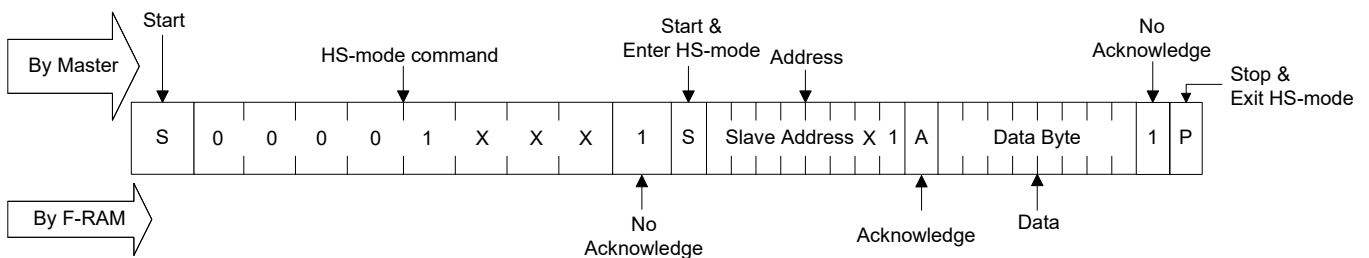 Start
Start &
Enter HS-mode
No
Acknowledge
By Master
HS-mode command
Address
Stop &
Exit HS-mode
S 0 0 0 0 1 X X X 1 S Slave Address X 1 A Data Byte 1 P
By F-RAM
No
Acknowledge
Acknowledge
Data